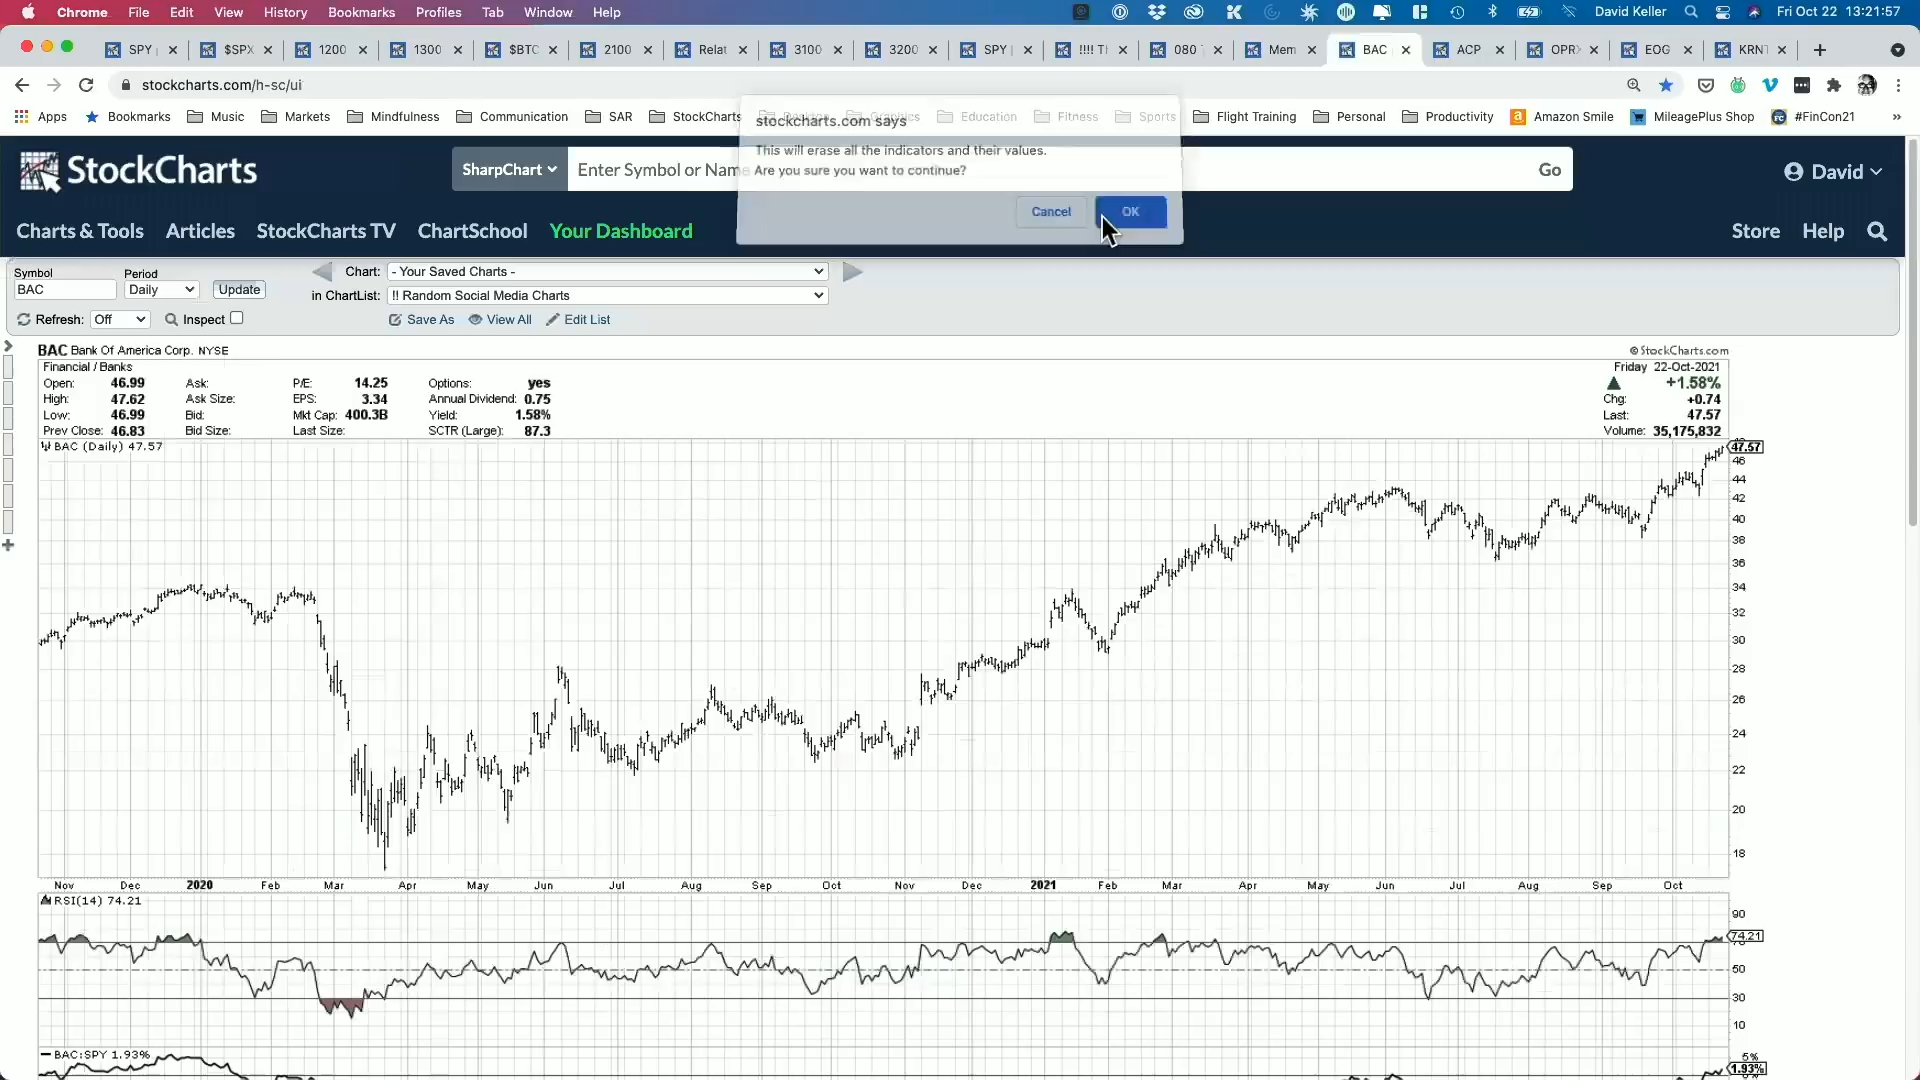 Chrome File Edit View History Bookmarks Profiles Tab Window Help David Keller Fri Oct 22 13:21:57
SPY $SPX 1200 1300 $BTC 2100 Relat 3100 3200 SPY !!!! Th 080 Mem BAC ACP OPR EOG KRNT
stockcharts.com/h-sc/ui
Apps Bookmarks Music Markets Mindfulness Communication SAR StockCharts Education Fitness Sports Flight Training Personal Productivity Amazon Smile MileagePlus Shop #FinCon21 »
stockcharts.com says
This will erase all the indicators and their values.
Are you sure you want to continue?
Cancel OK
StockCharts SharpChart Enter Symbol or Name Go David
Charts & Tools Articles StockCharts TV ChartSchool Your Dashboard Store Help
Symbol Period Chart: - Your Saved Charts -
BAC Daily Update in ChartList: !! Random Social Media Charts
Refresh: Off Inspect Save As View All Edit List
BAC Bank Of America Corp. NYSE © StockCharts.com
Financial / Banks Friday 22-Oct-2021
Open: 46.99 Ask: P/E: 14.25 Options: yes +1.58%
High: 47.62 Ask Size: EPS: 3.34 Annual Dividend: 0.75 Chg: +0.74
Low: 46.99 Bid: Mkt Cap: 400.3B Yield: 1.58% Last: 47.57
Prev Close: 46.83 Bid Size: Last Size: SCTR (Large): 87.3 Volume: 35,175,832
BAC (Daily) 47.57
47.57
46
44
42
40
38
36
34
32
30
28
26
24
22
20
18
Nov Dec 2020 Feb Mar Apr May Jun Jul Aug Sep Oct Nov Dec 2021 Feb Mar Apr May Jun Jul Aug Sep Oct
RSI(14) 74.21
90
74.21
50
30
10
BAC:SPY 1.93%
5%
1.93%